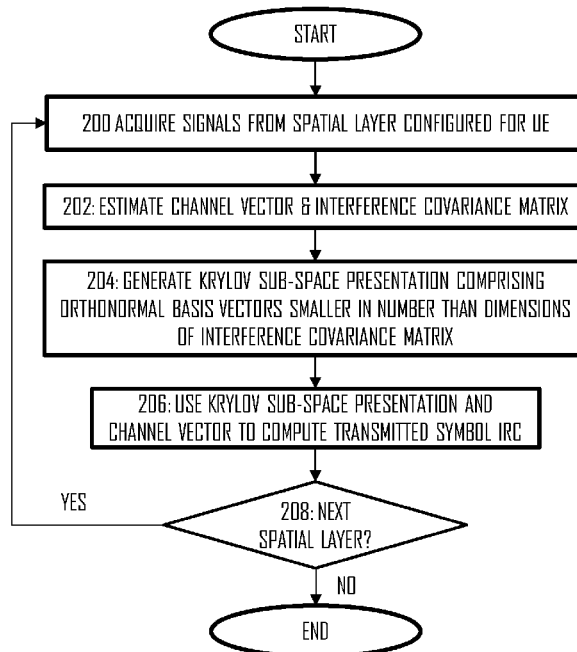 START
200 ACQUIRE SIGNALS FROM SPATIAL LAYER CONFIGURED FOR UE
202: ESTIMATE CHANNEL VECTOR & INTERFERENCE COVARIANCE MATRIX
204: GENERATE KRYLOV SUB-SPACE PRESENTATION COMPRISING
ORTHONORMAL BASIS VECTORS SMALLER IN NUMBER THAN DIMENSIONS
OF INTERFERENCE COVARIANCE MATRIX
206: USE KRYLOV SUB-SPACE PRESENTATION AND
CHANNEL VECTOR TO COMPUTE TRANSMITTED SYMBOL IRC
YES
208: NEXT
SPATIAL LAYER?
NO
END